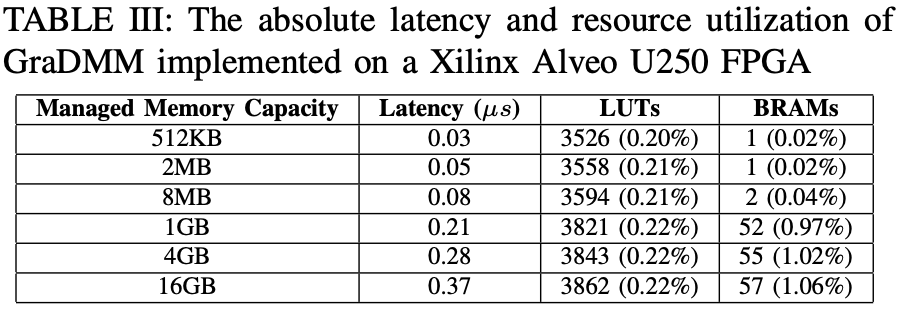 TABLE III: The absolute latency and resource utilization of
GraDMM implemented on a Xilinx Alveo U250 FPGA
Managed Memory Capacity Latency (μs) LUTs BRAMs
512KB 0.03 3526 (0.20%) 1 (0.02%)
2MB 0.05 3558 (0.21%) 1 (0.02%)
8MB 0.08 3594 (0.21%) 2 (0.04%)
1GB 0.21 3821 (0.22%) 52 (0.97%)
4GB 0.28 3843 (0.22%) 55 (1.02%)
16GB 0.37 3862 (0.22%) 57 (1.06%)